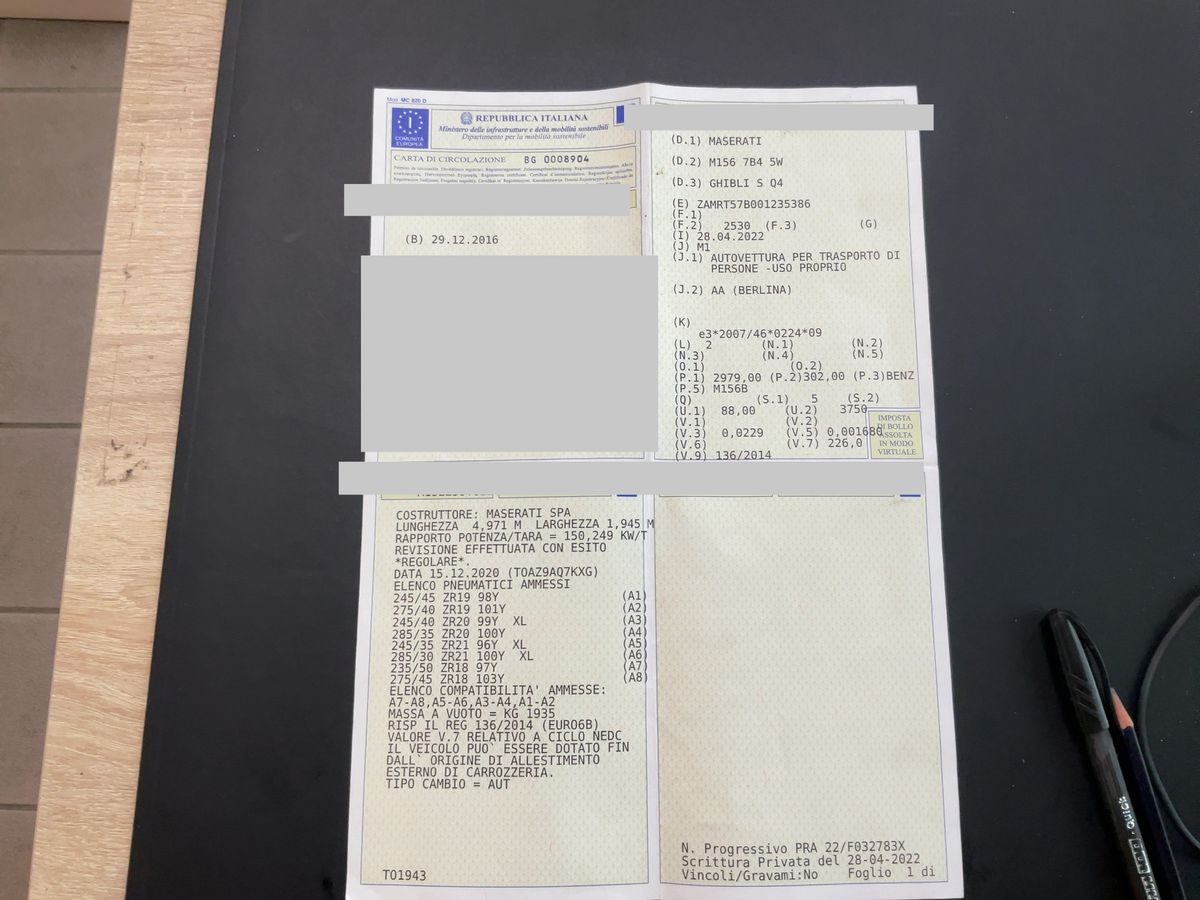 Mod. MC 820 D
REPUBBLICA ITALIANA
Ministero delle infrastrutture e della mobilità sostenibili
Dipartimento per la mobilità sostenibile
I
COMUNITÀ
EUROPEA
CARTA DI CIRCOLAZIONE BG 0008904
(B) 29.12.2016
(D.1) MASERATI
(D.2) M156 7B4 5W
(D.3) GHIBLI S Q4
(E) ZAMRT57B001235386
(F.1)
(F.2) 2530 (F.3) (G)
(I) 28.04.2022
(J) M1
(J.1) AUTOVETTURA PER TRASPORTO DI
PERSONE -USO PROPRIO
(J.2) AA (BERLINA)
(K)
e3*2007/46*0224*09
(L) 2 (N.1) (N.2)
(N.3) (N.4) (N.5)
(O.1) (O.2)
(P.1) 2979,00 (P.2)302,00 (P.3)BENZ
(P.5) M156B
(Q) (S.1) 5 (S.2)
(U.1) 88,00 (U.2) 3750
(V.1) (V.2)
(V.3) 0,0229 (V.5) 0,001680
(V.6) (V.7) 226,0
(V.9) 136/2014
IMPOSTA
DI BOLLO
ASSOLTA
IN MODO
VIRTUALE
COSTRUTTORE: MASERATI SPA
LUNGHEZZA 4,971 M LARGHEZZA 1,945 M
RAPPORTO POTENZA/TARA = 150,249 KW/T
REVISIONE EFFETTUATA CON ESITO
*REGOLARE*.
DATA 15.12.2020 (TOAZ9AQ7KXG)
ELENCO PNEUMATICI AMMESSI
245/45 ZR19 98Y (A1)
275/40 ZR19 101Y (A2)
245/40 ZR20 99Y XL (A3)
285/35 ZR20 100Y (A4)
245/35 ZR21 96Y XL (A5)
285/30 ZR21 100Y XL (A6)
235/50 ZR18 97Y (A7)
275/45 ZR18 103Y (A8)
ELENCO COMPATIBILITA' AMMESSE:
A7-A8,A5-A6,A3-A4,A1-A2
MASSA A VUOTO = KG 1935
RISP IL REG 136/2014 (EURO6B)
VALORE V.7 RELATIVO A CICLO NEDC
IL VEICOLO PUO` ESSERE DOTATO FIN
DALL` ORIGINE DI ALLESTIMENTO
ESTERNO DI CARROZZERIA.
TIPO CAMBIO = AUT
TO1943
N. Progressivo PRA 22/F032783X
Scrittura Privata del 28-04-2022
Vincoli/Gravami:No Foglio 1 di
Quick